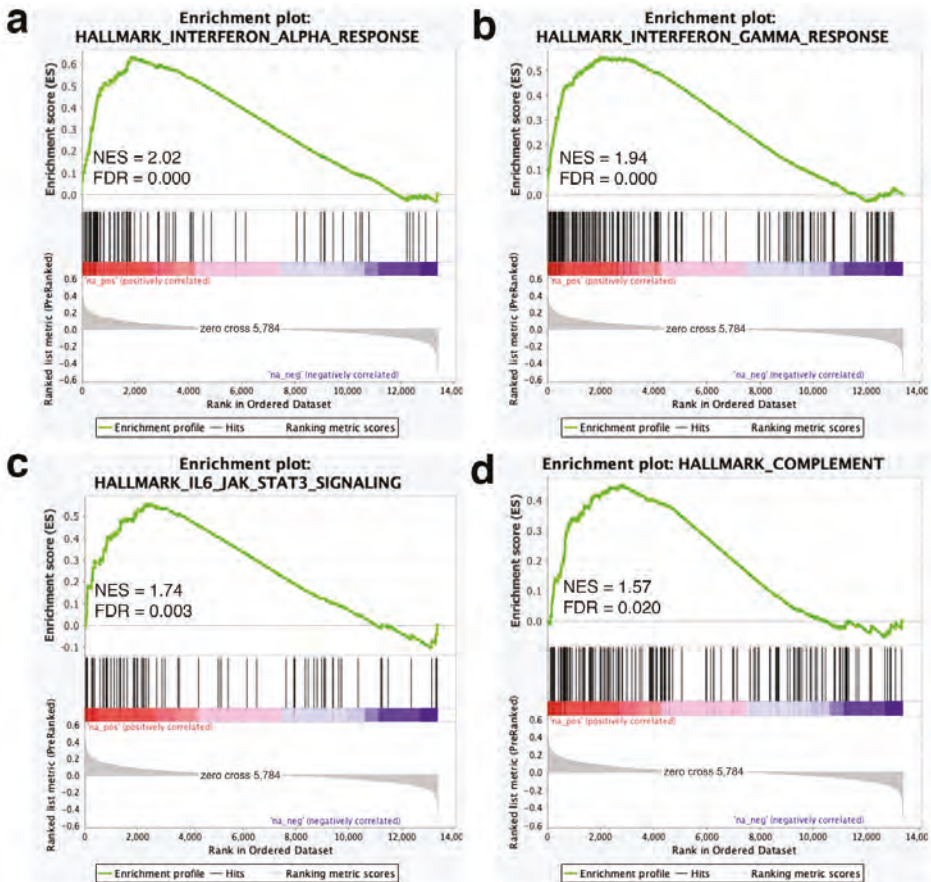 a
Enrichment plot:
HALLMARK_INTERFERON_ALPHA_RESPONSE
Enrichment score (ES)
0.6
0.5
0.4
0.3
0.2
0.1
0.0
NES = 2.02
FDR = 0.000
Ranked list metric (PreRanked)
'na_pos' (positively correlated)
0.6
0.4
0.2
0.0
-0.2
-0.4
-0.6
zero cross 5,784
'na_neg' (negatively correlated)
0 2,000 4,000 6,000 8,000 10,000 12,000 14,00
Rank in Ordered Dataset
Enrichment profile Hits Ranking metric scores
b
Enrichment plot:
HALLMARK_INTERFERON_GAMMA_RESPONSE
Enrichment score (ES)
0.5
0.4
0.3
0.2
0.1
0.0
NES = 1.94
FDR = 0.000
Ranked list metric (PreRanked)
'na_pos' (positively correlated)
0.6
0.4
0.2
0.0
-0.2
-0.4
-0.6
zero cross 5,784
'na_neg' (negatively correlated)
0 2,000 4,000 6,000 8,000 10,000 12,000 14,00
Rank in Ordered Dataset
Enrichment profile Hits Ranking metric scores
c
Enrichment plot:
HALLMARK_IL6_JAK_STAT3_SIGNALING
Enrichment score (ES)
0.5
0.4
0.3
0.2
0.1
0.0
-0.1
NES = 1.74
FDR = 0.003
Ranked list metric (PreRanked)
'na_pos' (positively correlated)
0.6
0.4
0.2
0.0
-0.2
-0.4
-0.6
zero cross 5,784
'na_neg' (negatively correlated)
0 2,000 4,000 6,000 8,000 10,000 12,000 14,00
Rank in Ordered Dataset
Enrichment profile Hits Ranking metric scores
d
Enrichment plot: HALLMARK_COMPLEMENT
Enrichment score (ES)
0.4
0.3
0.2
0.1
0.0
NES = 1.57
FDR = 0.020
Ranked list metric (PreRanked)
'na_pos' (positively correlated)
0.6
0.4
0.2
0.0
-0.2
-0.4
-0.6
zero cross 5,784
'na_neg' (negatively correlated)
0 2,000 4,000 6,000 8,000 10,000 12,000 14,00
Rank in Ordered Dataset
Enrichment profile Hits Ranking metric scores